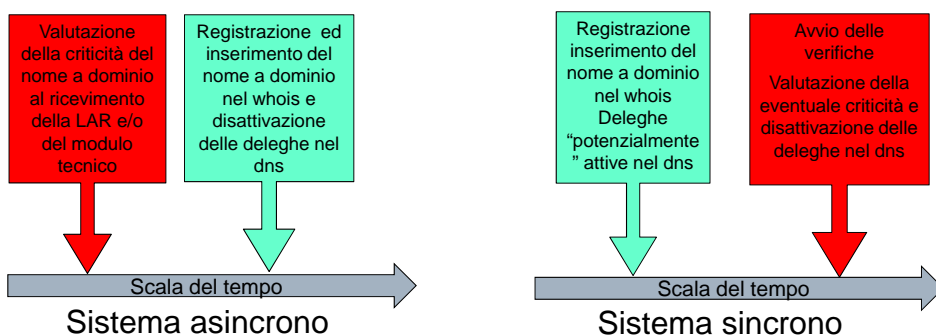 Valutazione
della criticità del
nome a dominio
al ricevimento
della LAR e/o
del modulo
tecnico
Registrazione ed
inserimento del
nome a dominio
nel whois e
disattivazione
delle deleghe nel
dns
Scala del tempo
Sistema asincrono
Registrazione
inserimento del
nome a dominio
nel whois
Deleghe
“potenzialmente
” attive nel dns
Avvio delle
verifiche
Valutazione della
eventuale criticità e
disattivazione delle
deleghe nel dns
Scala del tempo
Sistema sincrono